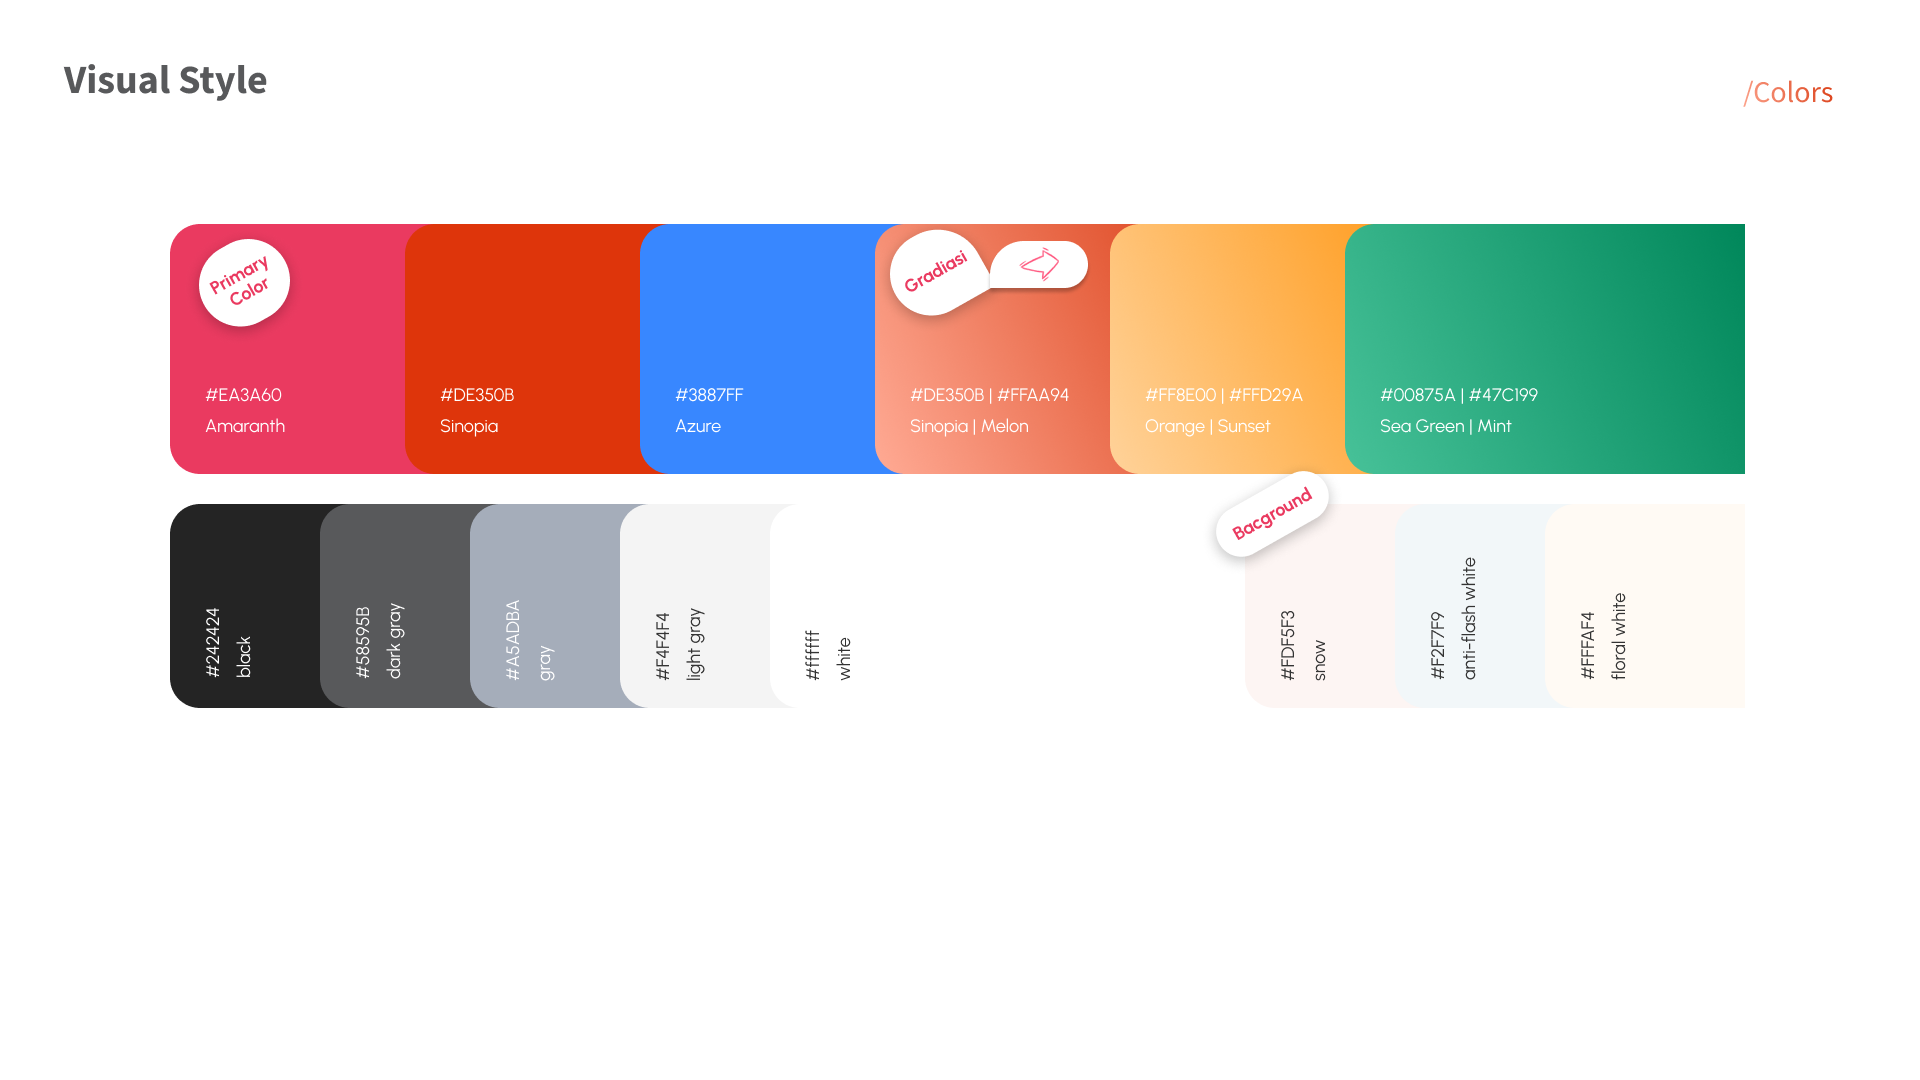 Visual Style
/Colors
Primary
Color
#EA3A60
Amaranth
#DE350B
Sinopia
#3887FF
Azure
Gradiasi
#DE350B | #FFAA94
Sinopia | Melon
#FF8E00 | #FFD29A
Orange | Sunset
#00875A | #47C199
Sea Green | Mint
#242424
black
#58595B
dark gray
#A5ADBA
gray
#F4F4F4
light gray
#ffffff
white
Bacground
#FDF5F3
snow
#F2F7F9
anti-flash white
#FFFAF4
floral white